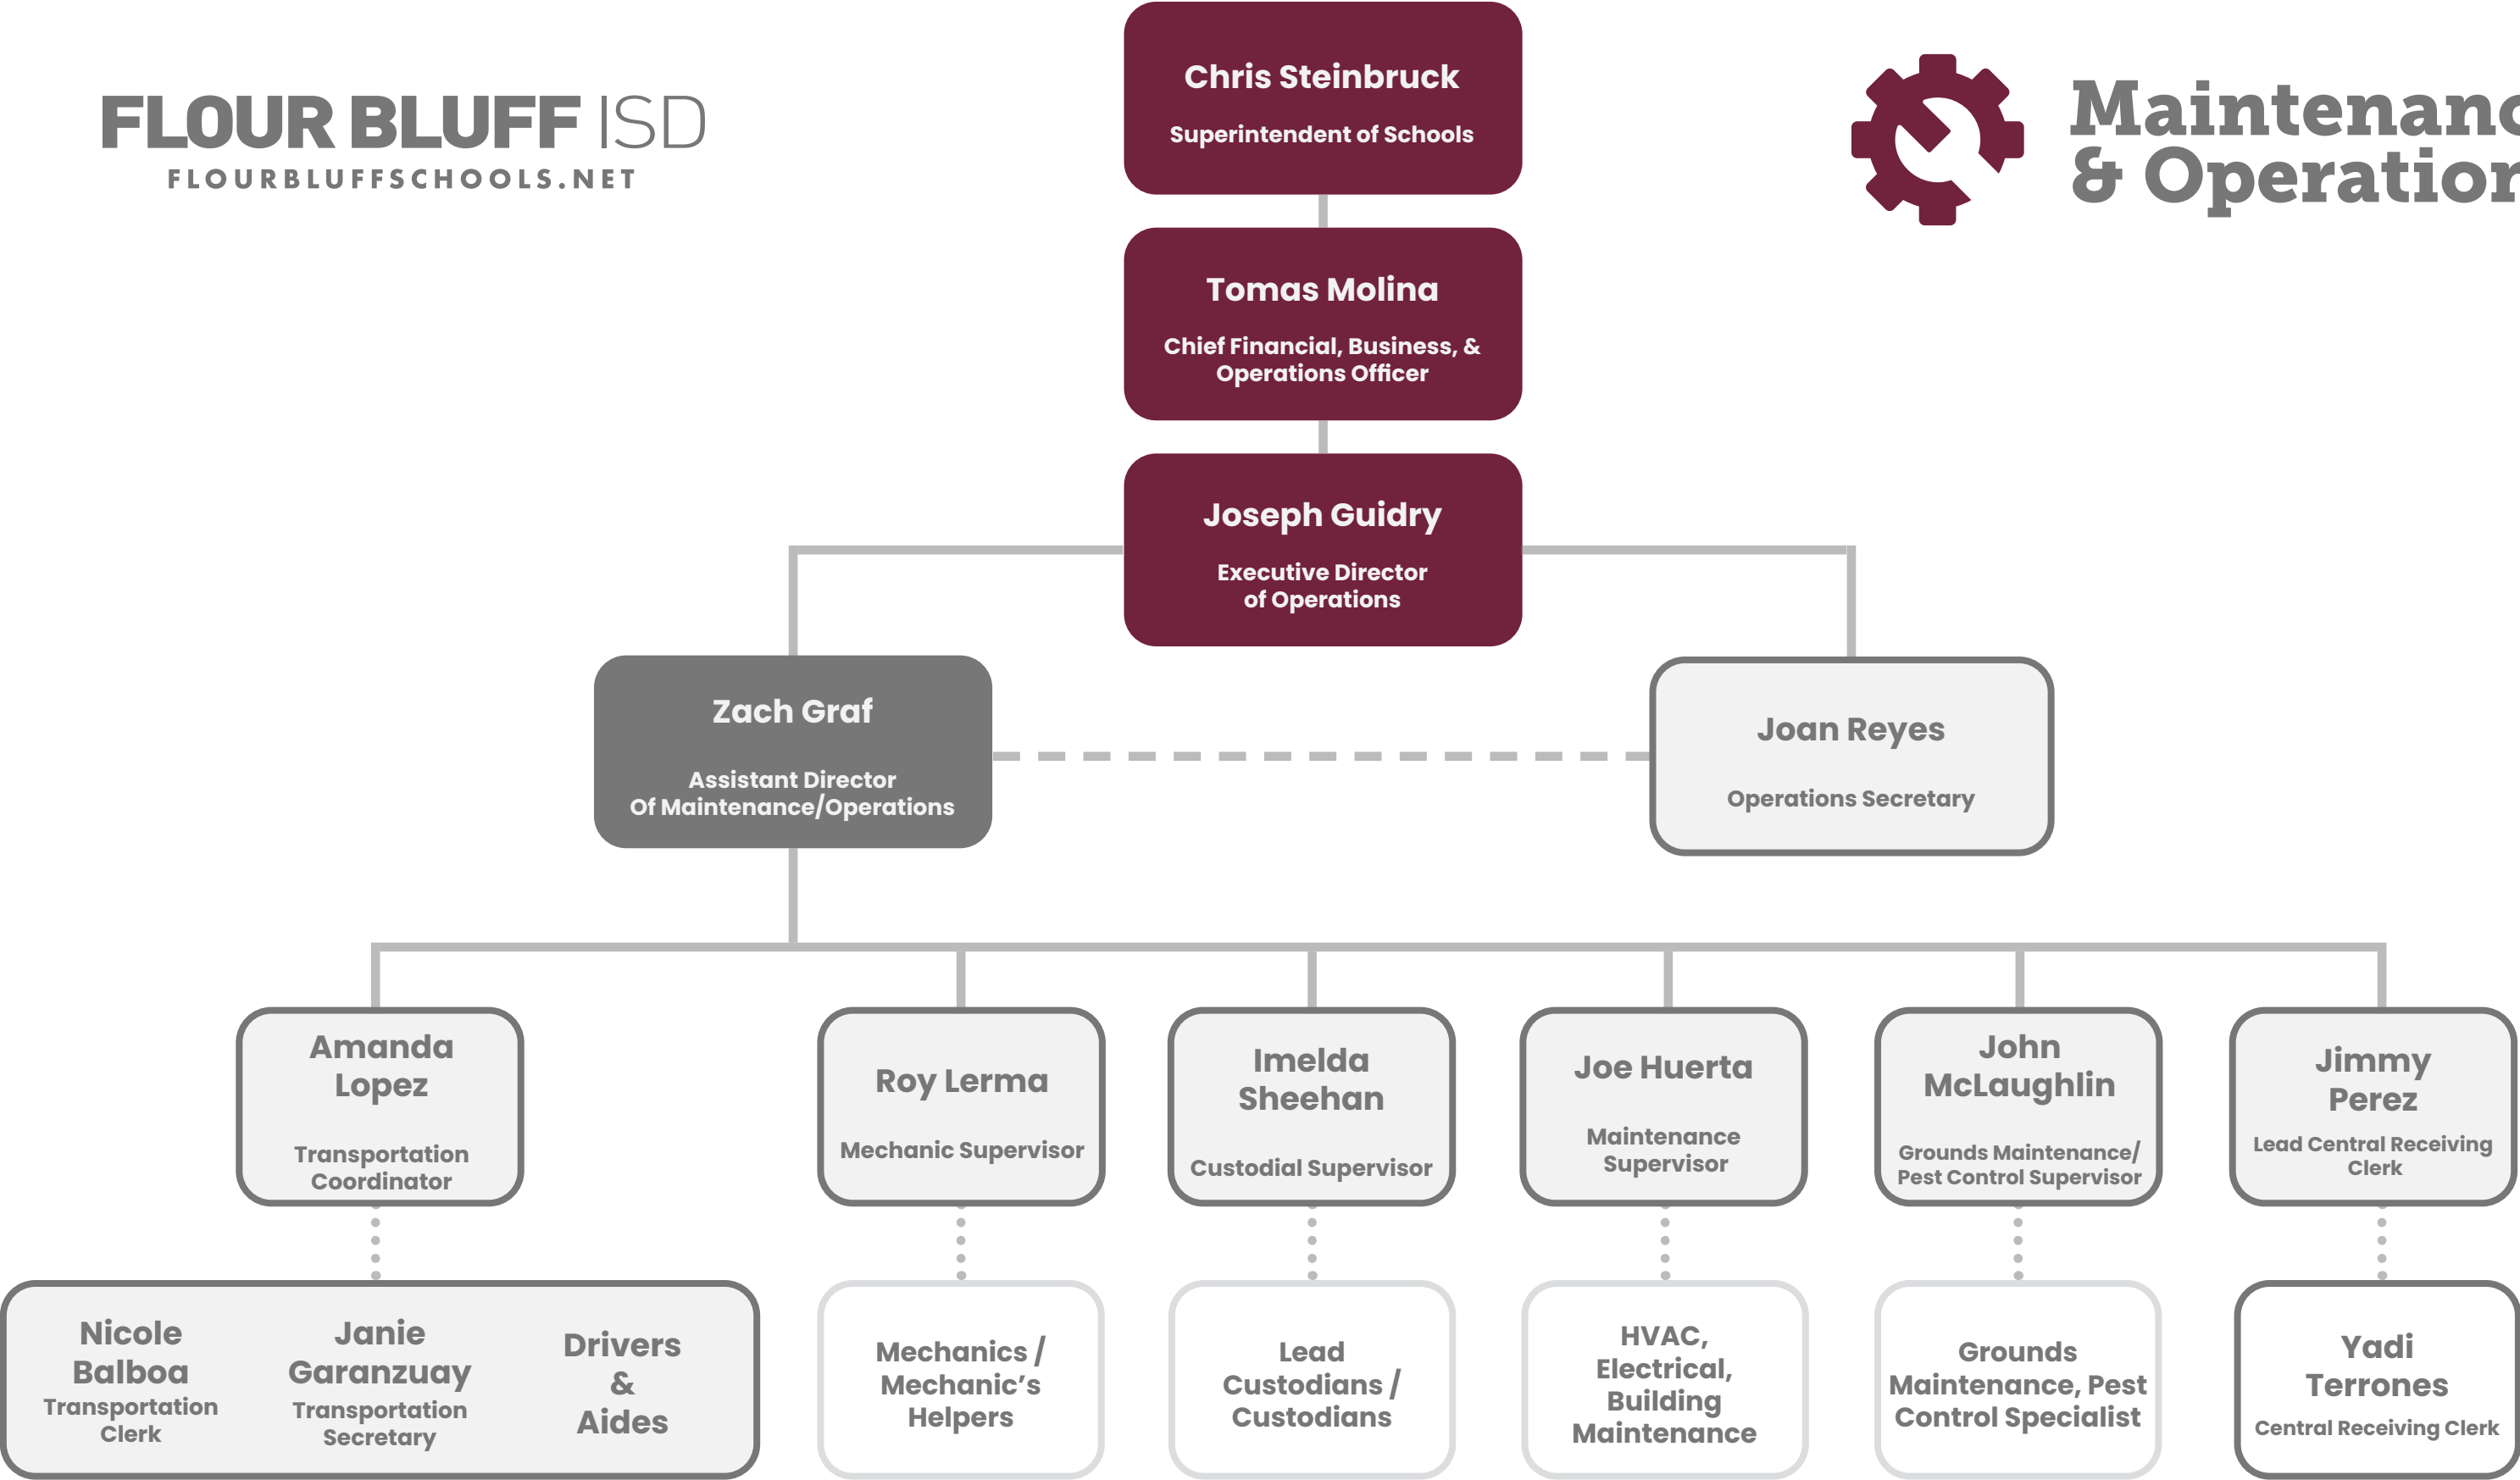 FLOUR BLUFF ISD
FLOURBLUFFSCHOOLS.NET
Maintenanc
& Operation
Chris Steinbruck
Superintendent of Schools
Tomas Molina
Chief Financial, Business, &
Operations Officer
Joseph Guidry
Executive Director
of Operations
Zach Graf
Assistant Director
Of Maintenance/Operations
Joan Reyes
Operations Secretary
Amanda
Lopez
Transportation
Coordinator
Roy Lerma
Mechanic Supervisor
Imelda
Sheehan
Custodial Supervisor
Joe Huerta
Maintenance
Supervisor
John
McLaughlin
Grounds Maintenance/
Pest Control Supervisor
Jimmy
Perez
Lead Central Receiving
Clerk
Nicole
Balboa
Transportation
Clerk
Janie
Garanzuay
Transportation
Secretary
Drivers
&
Aides
Mechanics /
Mechanic’s
Helpers
Lead
Custodians /
Custodians
HVAC,
Electrical,
Building
Maintenance
Grounds
Maintenance, Pest
Control Specialist
Yadi
Terrones
Central Receiving Clerk